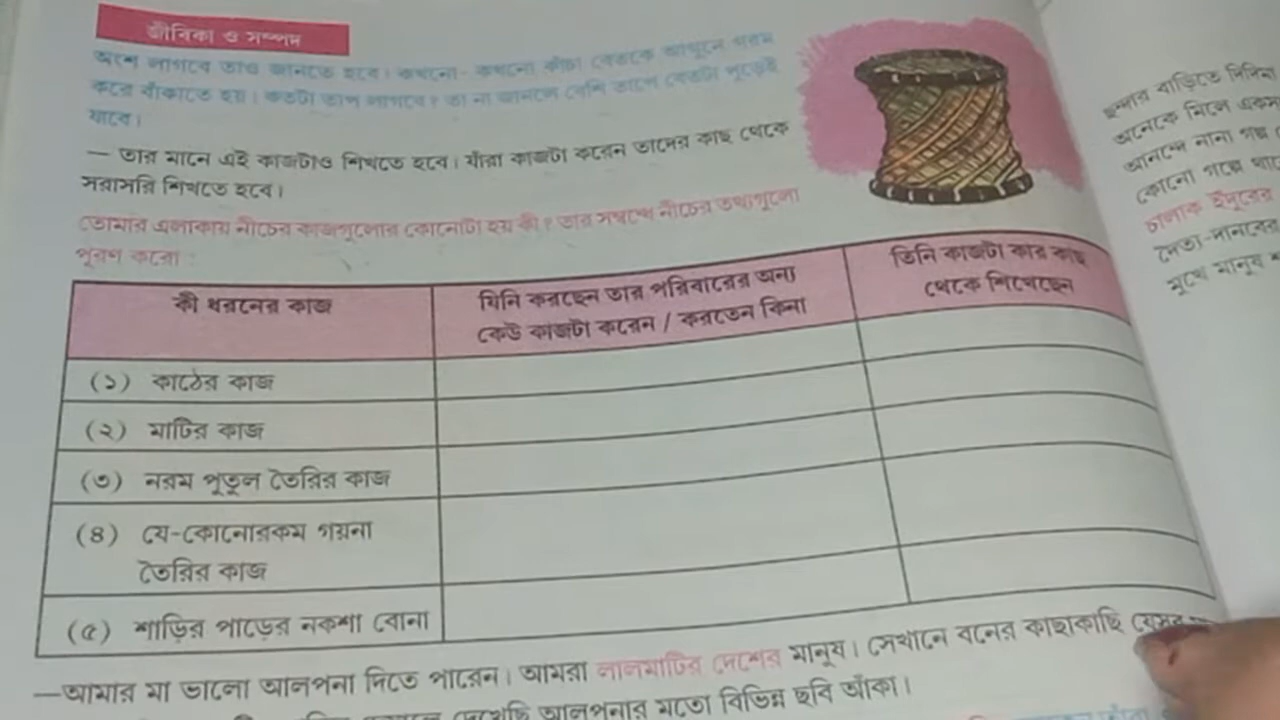 জীবিকা ও সম্পদ
অংশ লাগবে তাও জানতে হবে। কখনো-কখনো কাঁচা বেতকে আগুনে গরম
করে বাঁকাতে হয়। কতটা তাপ লাগবে? তা না জানলে বেশি তাপে বেতটা পুড়েই
যাবে।
— তার মানে এই কাজটাও শিখতে হবে। যাঁরা কাজটা করেন তাদের কাছ থেকে
সরাসরি শিখতে হবে।
তোমার এলাকায় নীচের কাজগুলোর কোনোটা হয় কী? তার সম্বন্ধে নীচের তথ্যগুলো
পূরণ করো :
কী ধরনের কাজ
যিনি করছেন তার পরিবারের অন্য
কেউ কাজটা করেন / করতেন কিনা
তিনি কাজটা কার কাছ
থেকে শিখেছেন
(১) কাঠের কাজ
(২) মাটির কাজ
(৩) নরম পুতুল তৈরির কাজ
(৪) যে-কোনোরকম গয়না
তৈরির কাজ
(৫) শাড়ির পাড়ের নকশা বোনা
—আমার মা ভালো আলপনা দিতে পারেন। আমরা লালমাটির দেশের মানুষ। সেখানে বনের কাছাকাছি
দেখেছি আলপনার মতো বিভিন্ন ছবি আঁকা।
ছন্দার বাড়িতে
অনেকে মিলে
আনন্দে নানা গল্প
কোনো গল্পে
চালাক ইঁদুরের
দৈত্য-দানবের
মুখে মানুষ